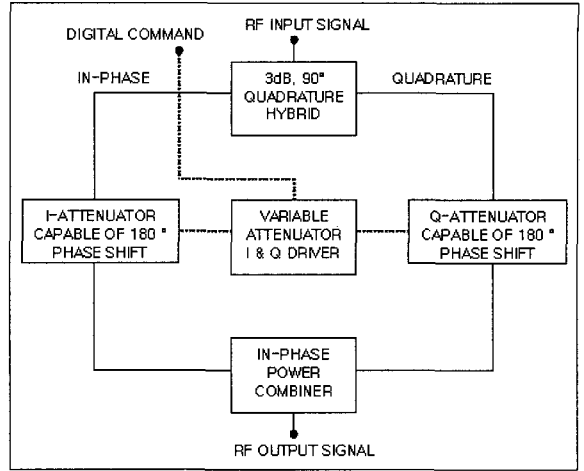 RF INPUT SIGNAL
DIGITAL COMMAND
IN-PHASE
3dB, 90°
QUADRATURE
HYBRID
QUADRATURE
I-ATTENUATOR
CAPABLE OF 180°
PHASE SHIFT
VARIABLE
ATTENUATOR
I & Q DRIVER
Q-ATTENUATOR
CAPABLE OF 180°
PHASE SHIFT
IN-PHASE
POWER
COMBINER
RF OUTPUT SIGNAL